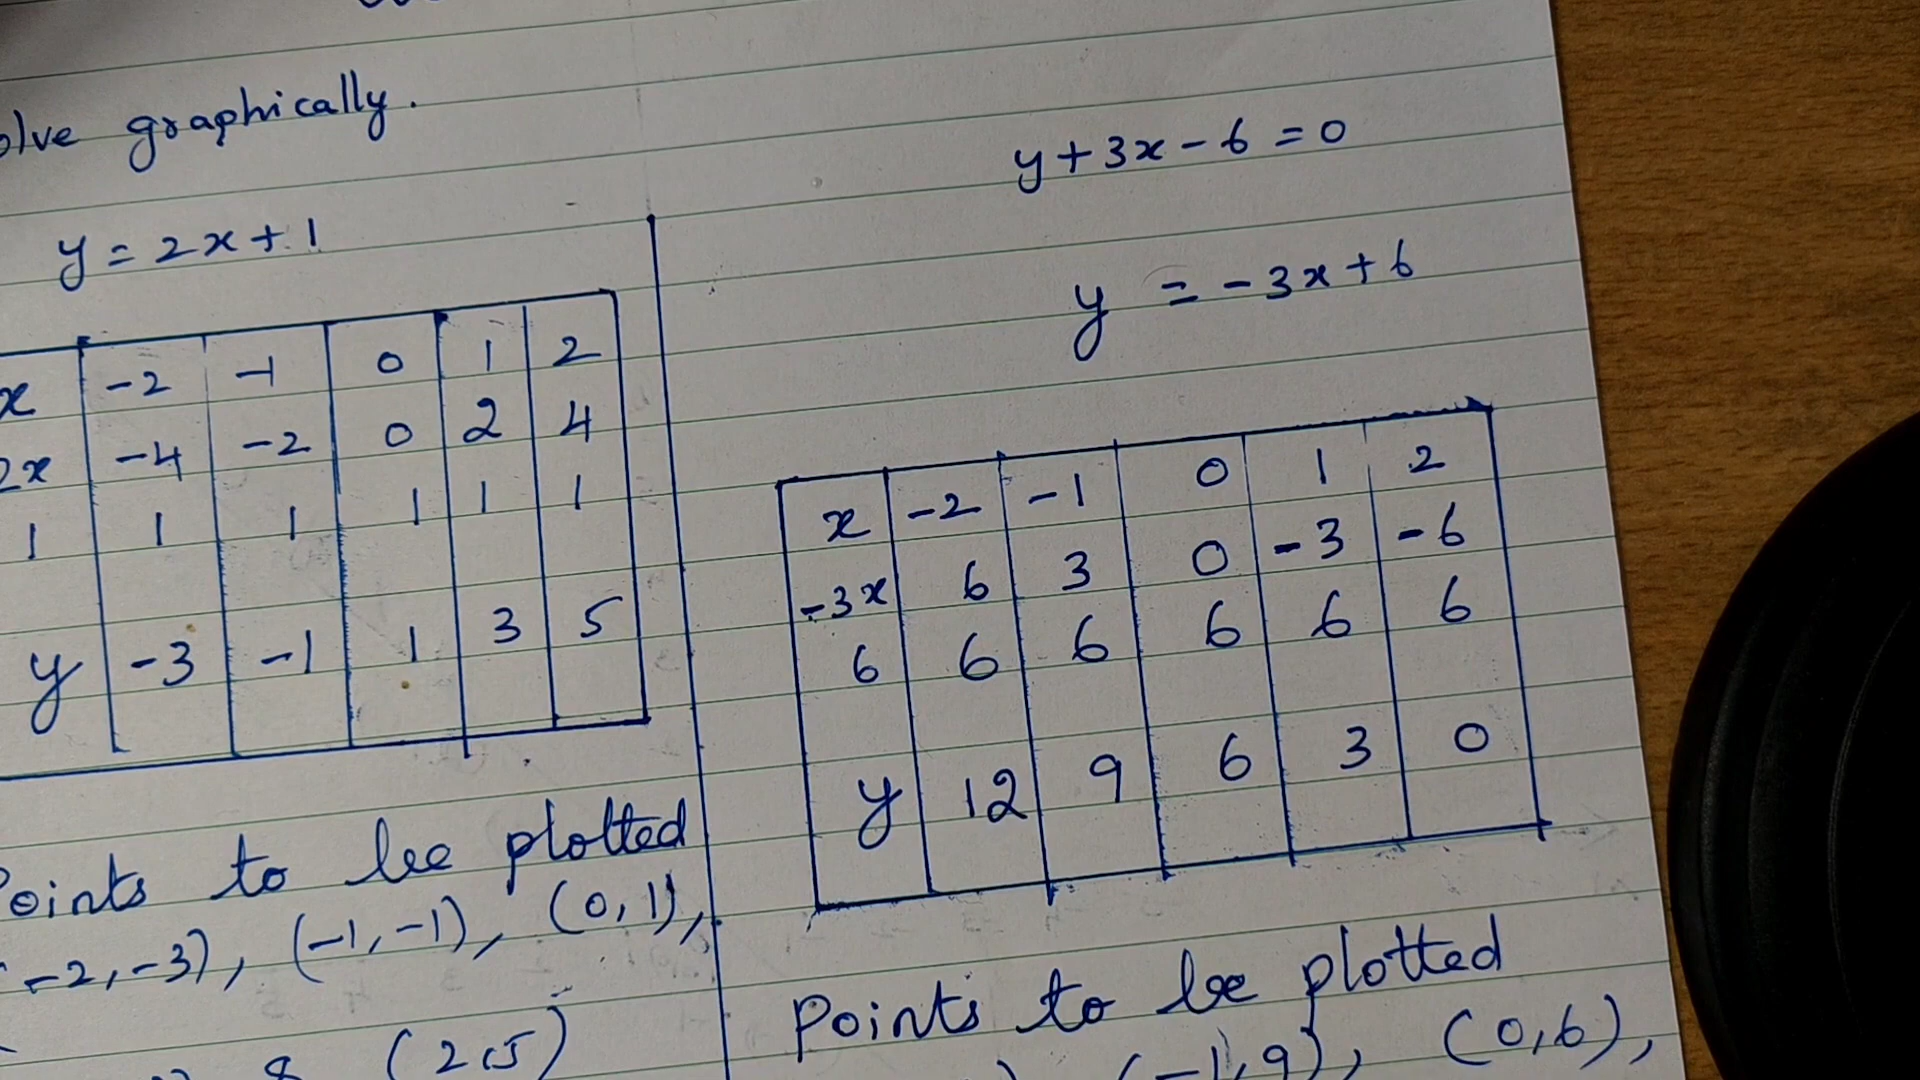 graphically.
y = 2x + 1
x -2 -1 0 1 2
2x -4 -2 0 2 4
1 1 1 1 1 1
y -3 -1 1 3 5
Points to be plotted
(-2, -3), (-1, -1), (0, 1),
& (2, 5)
y + 3x - 6 = 0
y = -3x + 6
x -2 -1 0 1 2
-3x 6 3 0 -3 -6
6 6 6 6 6 6
y 12 9 6 3 0
Points to be plotted
(-1, 9), (0, 6),